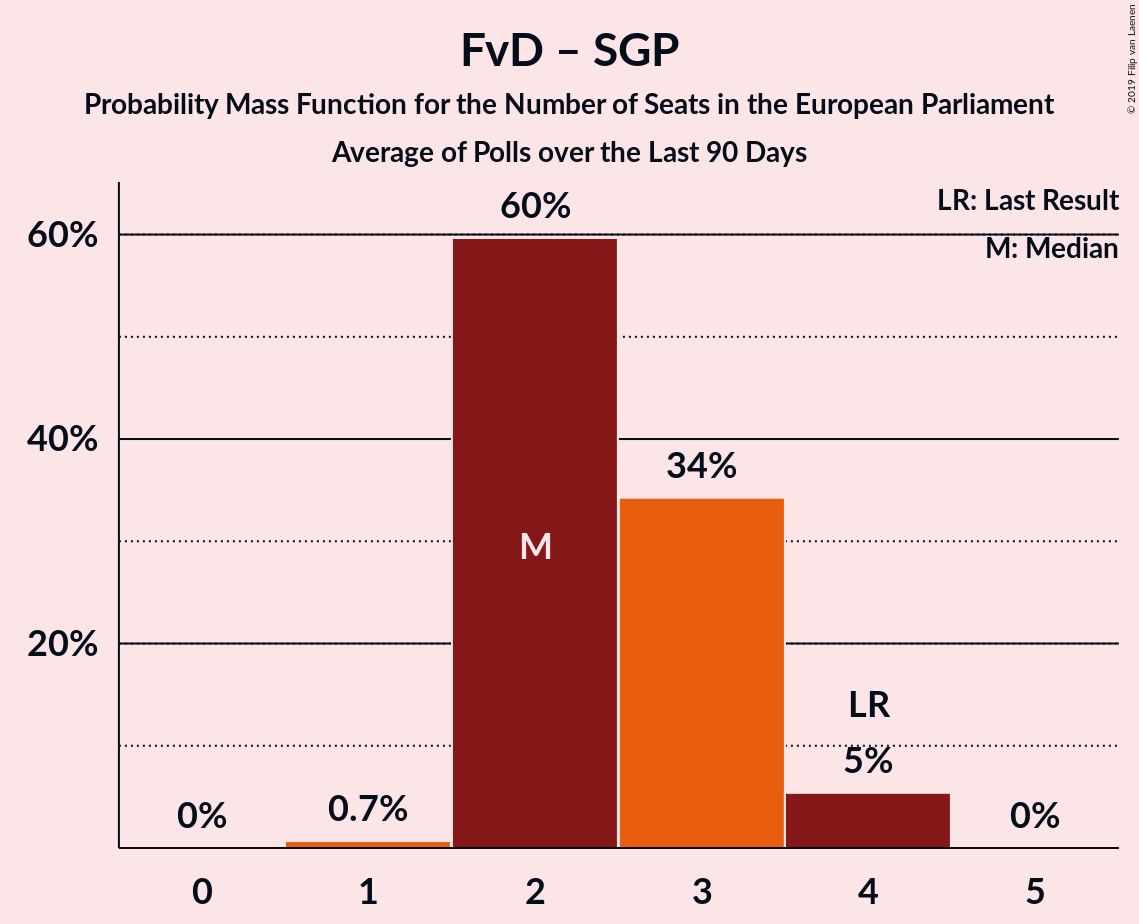 FvD – SGP
Probability Mass Function for the Number of Seats in the European Parliament
Average of Polls over the Last 90 Days
© 2019 Filip van Laenen
LR: Last Result
M: Median
60%
40%
20%
0%
0.7%
60%
M
34%
LR
5%
0%
0
1
2
3
4
5